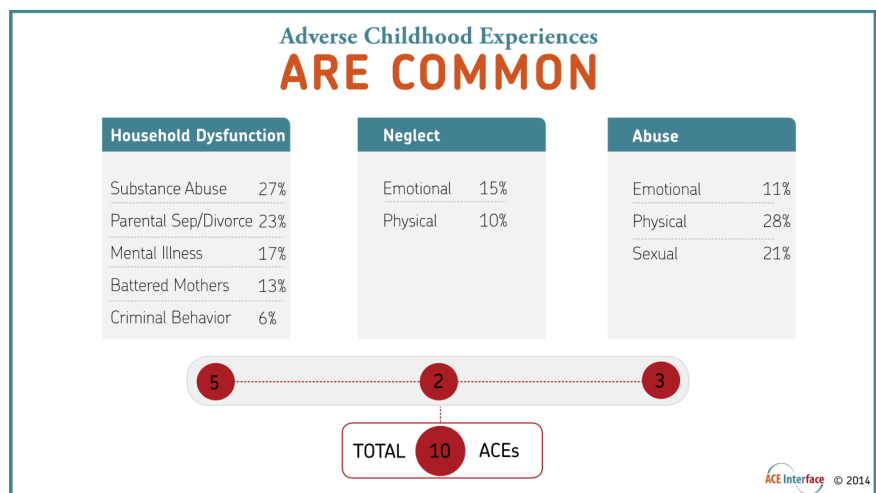 Adverse Childhood Experiences
ARE COMMON
Household Dysfunction
Substance Abuse 27%
Parental Sep/Divorce 23%
Mental Illness 17%
Battered Mothers 13%
Criminal Behavior 6%
Neglect
Emotional 15%
Physical 10%
Abuse
Emotional 11%
Physical 28%
Sexual 21%
5
2
3
TOTAL 10 ACEs
ACE Interface © 2014